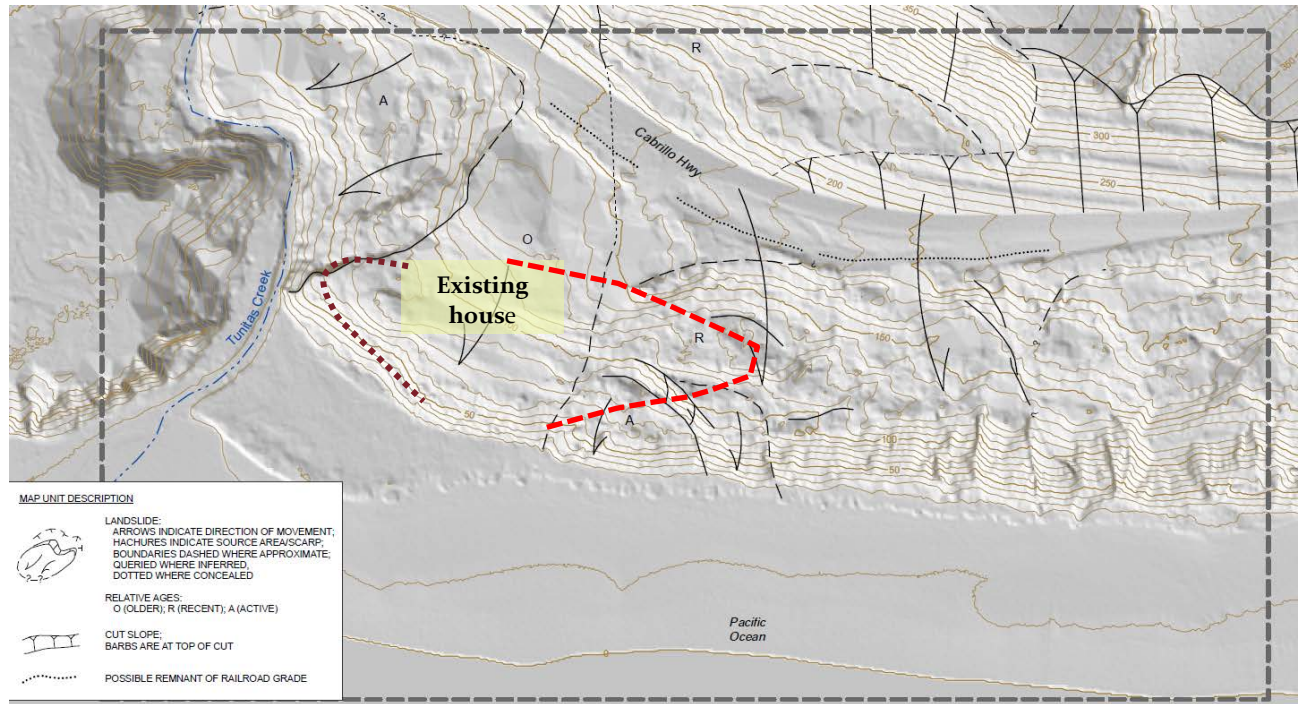 350
R
A
Cabrillo Hwy
300
200
250
O
Existing
house
Tunitas Creek
R
150
50
A
100
50
MAP UNIT DESCRIPTION
LANDSLIDE:
ARROWS INDICATE DIRECTION OF MOVEMENT;
HACHURES INDICATE SOURCE AREA/SCARP;
BOUNDARIES DASHED WHERE APPROXIMATE;
QUERIED WHERE INFERRED,
DOTTED WHERE CONCEALED
RELATIVE AGES:
O (OLDER); R (RECENT); A (ACTIVE)
CUT SLOPE;
BARBS ARE AT TOP OF CUT
POSSIBLE REMNANT OF RAILROAD GRADE
Pacific
Ocean
0